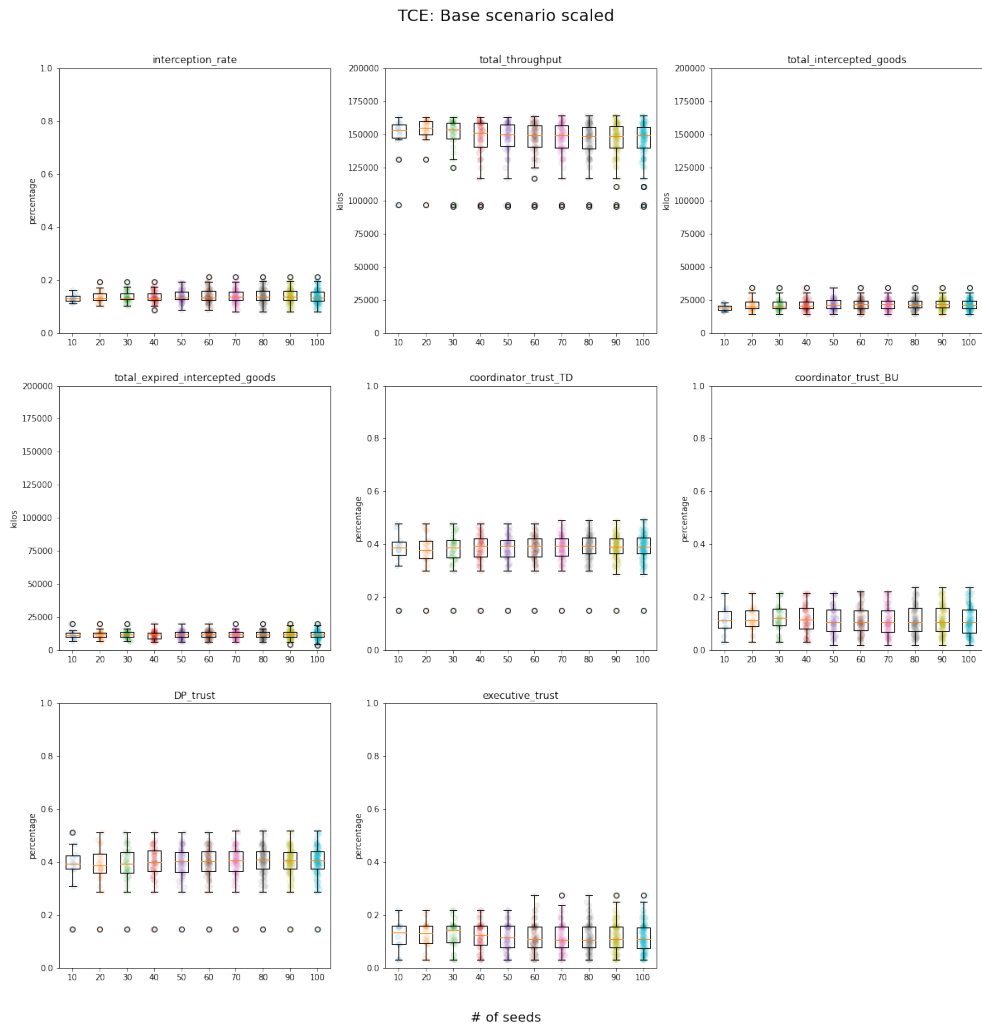 TCE: Base scenario scaled
interception_rate
1.0
0.8
0.6
0.4
0.2
0.0
percentage
10 20 30 40 50 60 70 80 90 100
total_throughput
200000
175000
150000
125000
100000
75000
50000
25000
0
kilos
10 20 30 40 50 60 70 80 90 100
total_intercepted_goods
200000
175000
150000
125000
100000
75000
50000
25000
0
kilos
10 20 30 40 50 60 70 80 90 100
total_expired_intercepted_goods
200000
175000
150000
125000
100000
75000
50000
25000
0
kilos
10 20 30 40 50 60 70 80 90 100
coordinator_trust_TD
1.0
0.8
0.6
0.4
0.2
0.0
percentage
10 20 30 40 50 60 70 80 90 100
coordinator_trust_BU
1.0
0.8
0.6
0.4
0.2
0.0
percentage
10 20 30 40 50 60 70 80 90 100
DP_trust
1.0
0.8
0.6
0.4
0.2
0.0
percentage
10 20 30 40 50 60 70 80 90 100
executive_trust
1.0
0.8
0.6
0.4
0.2
0.0
percentage
10 20 30 40 50 60 70 80 90 100
# of seeds